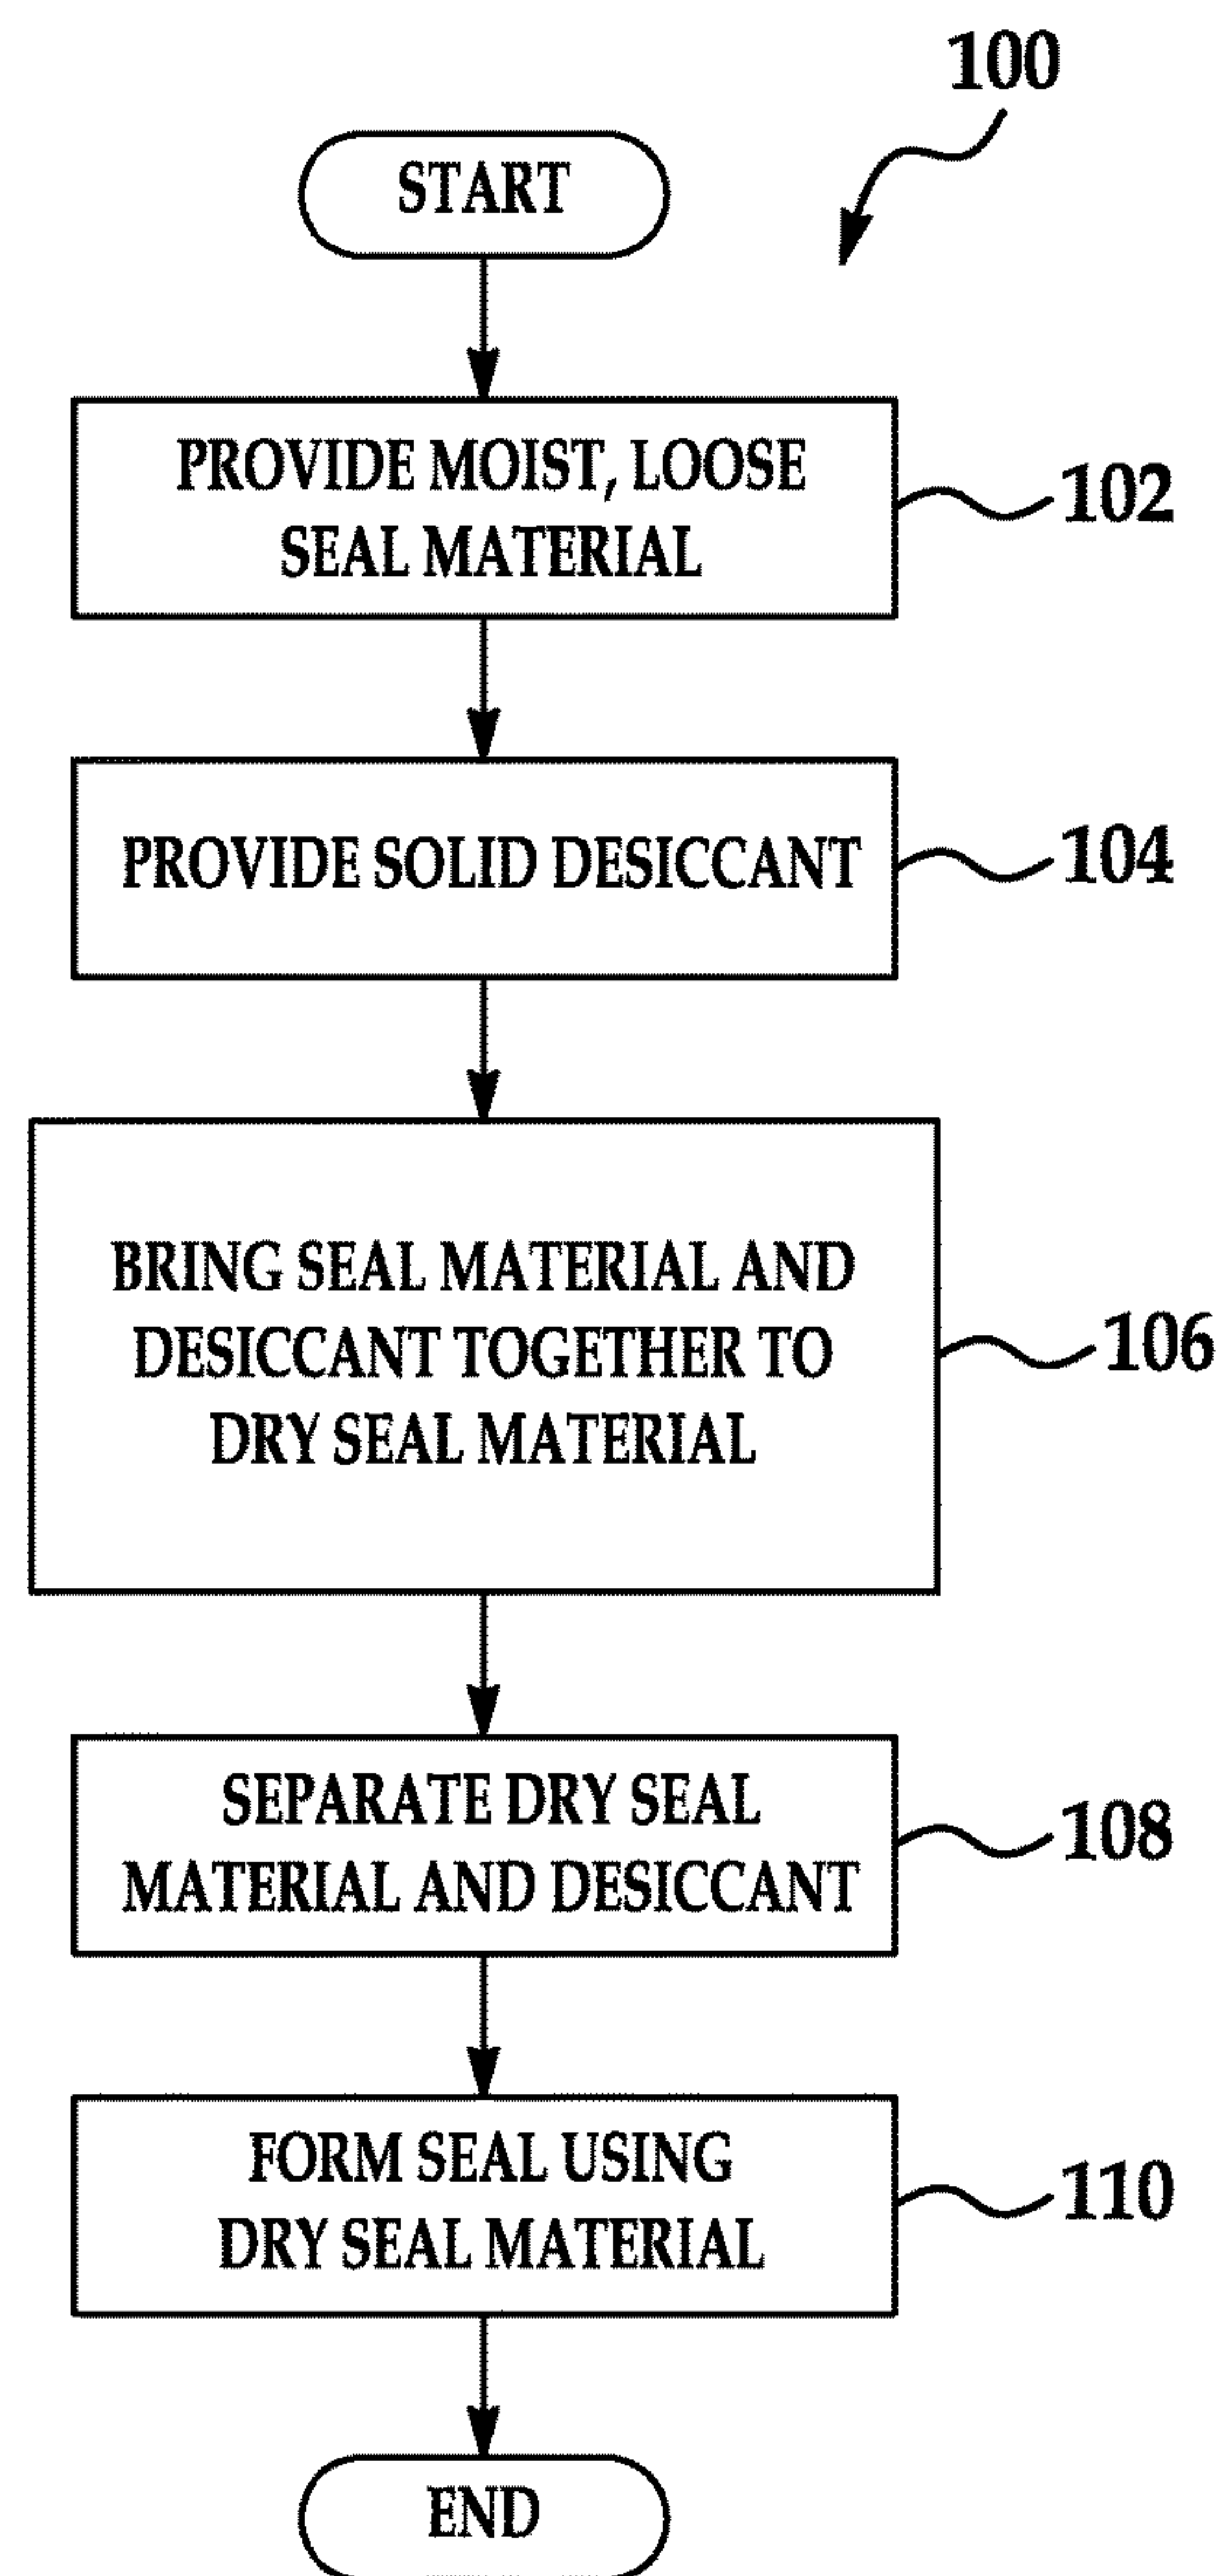 100
START
PROVIDE MOIST, LOOSE
SEAL MATERIAL
102
PROVIDE SOLID DESICCANT
104
BRING SEAL MATERIAL AND
DESICCANT TOGETHER TO
DRY SEAL MATERIAL
106
SEPARATE DRY SEAL
MATERIAL AND DESICCANT
108
FORM SEAL USING
DRY SEAL MATERIAL
110
END